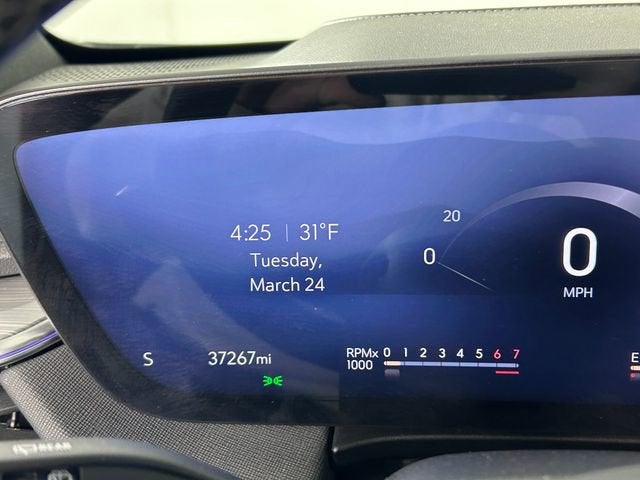 20
4:25 | 31°F
0
0
Tuesday,
March 24
MPH
S 37267mi
RPMx
1000
0 1 2 3 4 5 6 7
E
REAR